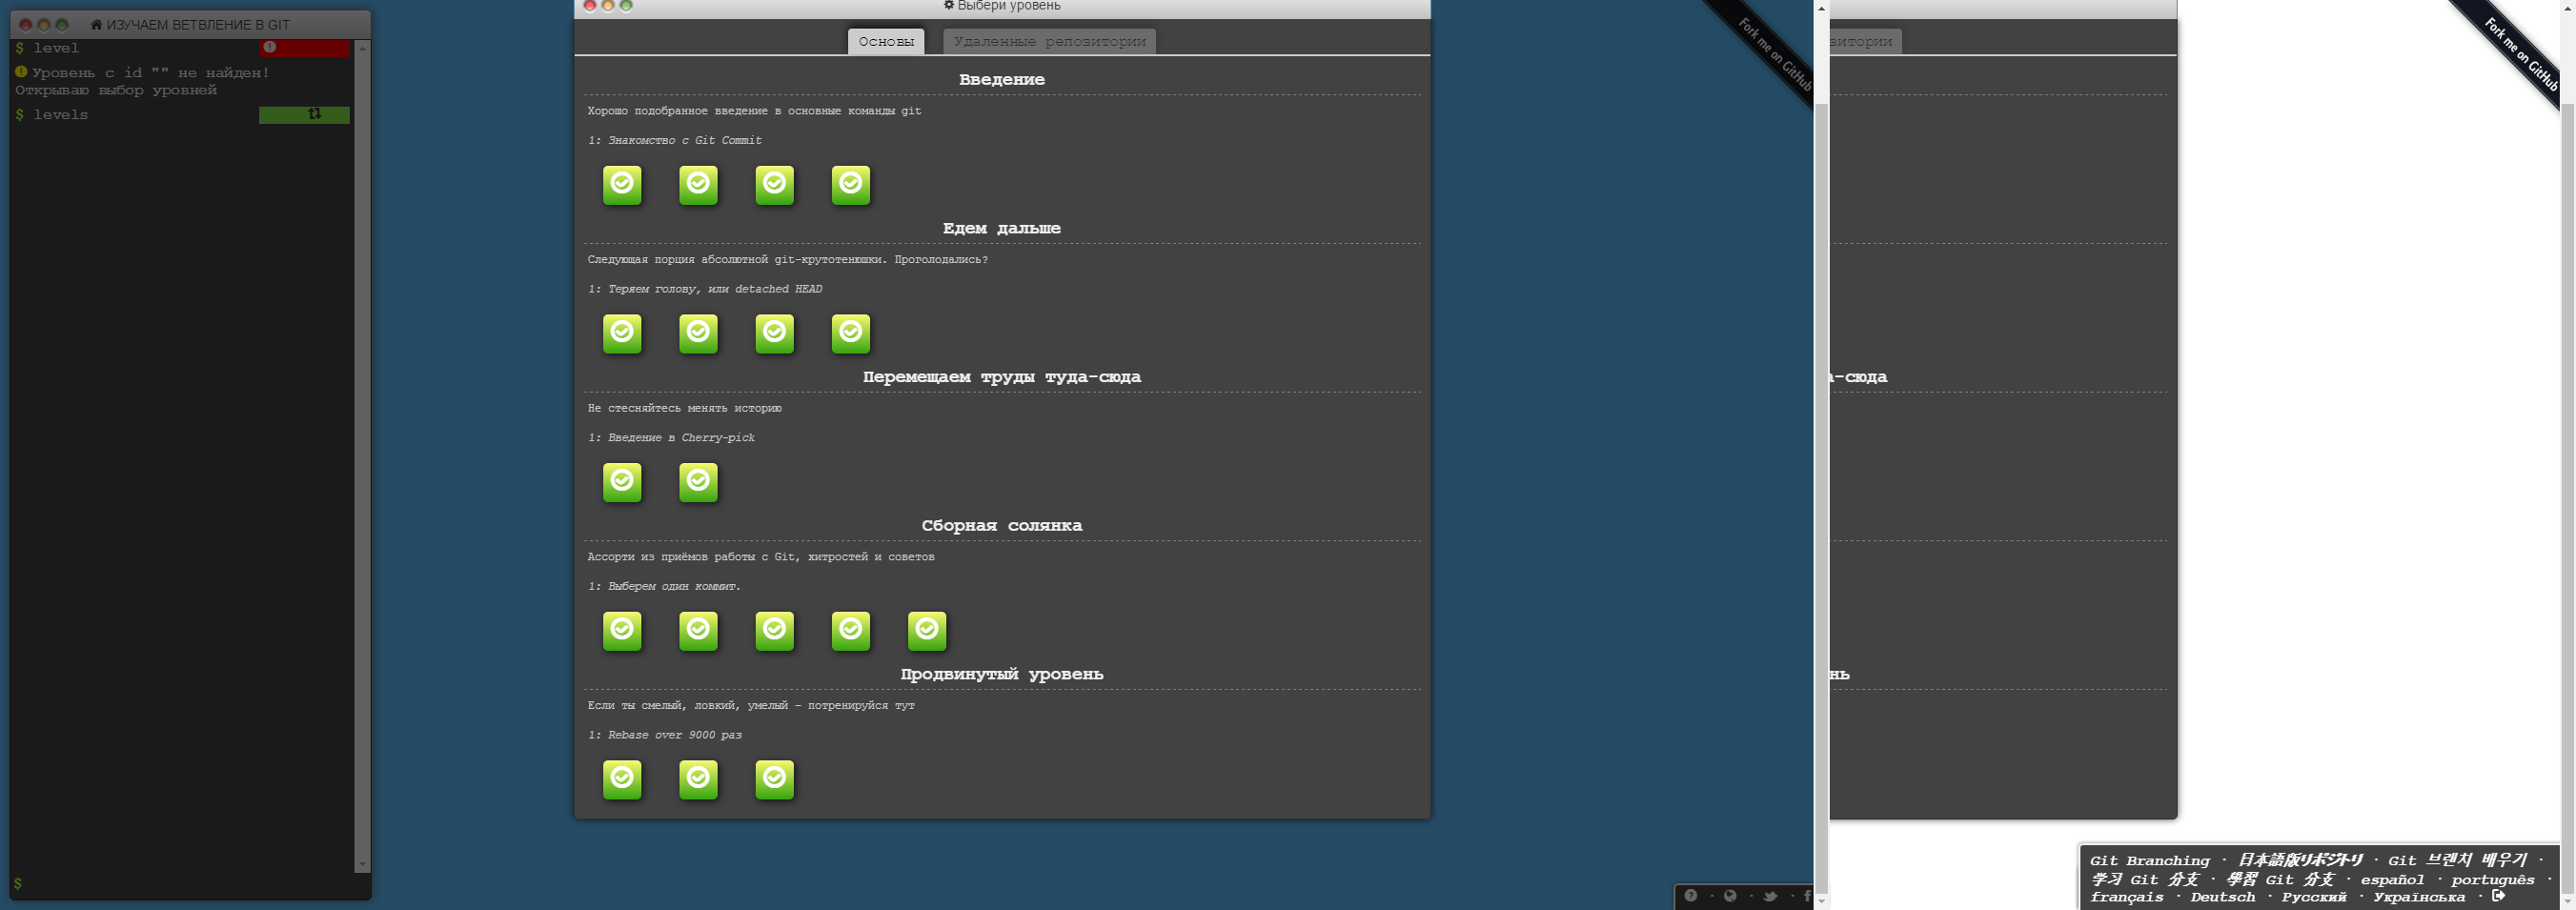 ИЗУЧАЕМ ВЕТВЛЕНИЕ В GIT
$ level
Уровень с id "" не найден!
Открываю выбор уровней
$ levels
$
Выбери уровень
Основы
Удаленные репозитории
Введение
Хорошо подобранное введение в основные команды git
1: Знакомство с Git Commit
Едем дальше
Следующая порция абсолютной git-крутотенюшки. Проголодались?
1: Теряем голову, или detached HEAD
Перемещаем труды туда-сюда
Не стесняйтесь менять историю
1: Введение в Cherry-pick
Сборная солянка
Ассорти из приёмов работы с Git, хитростей и советов
1: Выберем один коммит.
Продвинутый уровень
Если ты смелый, ловкий, умелый - потренируйся тут
1: Rebase over 9000 раз
Fork me on GitHub
зитории
а-сюда
нь
Fork me on GitHub
Git Branching · 日本語版リポジトリ · Git 브랜치 배우기 ·
学习 Git 分支 · 學習 Git 分支 · español · português ·
français · Deutsch · Русский · Українська ·